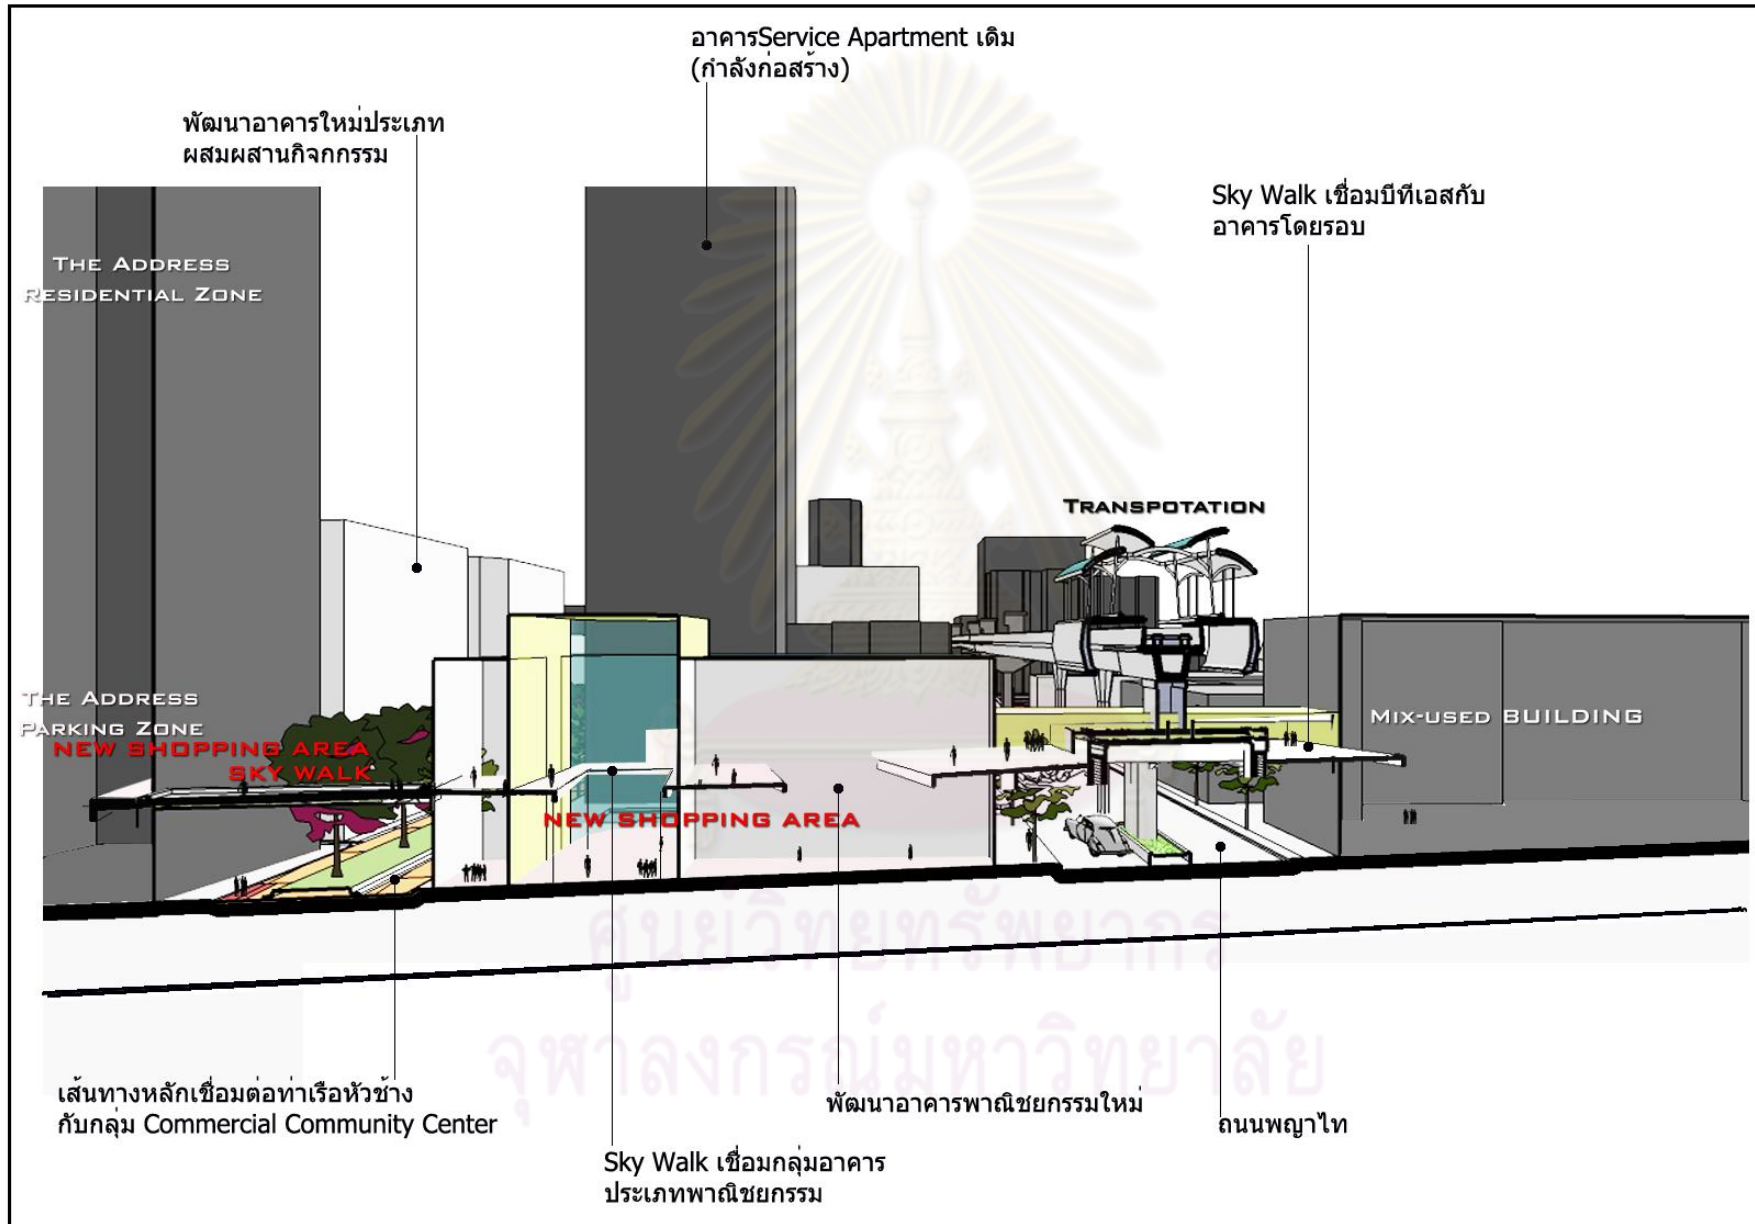 อาคารService Apartment เดิม
(กำลังก่อสร้าง)
พัฒนาอาคารใหม่ประเภท
ผสมผสานกิจกกรรม
Sky Walk เชื่อมบีทีเอสกับ
อาคารโดยรอบ
THE ADDRESS
RESIDENTIAL ZONE
TRANSPOTATION
THE ADDRESS
PARKING ZONE
NEW SHOPPING AREA
SKY WALK
MIX-USED BUILDING
NEW SHOPPING AREA
ศูนย์วิทยทรัพยากร
จุฬาลงกรณ์มหาวิทยาลัย
เส้นทางหลักเชื่อมต่อท่าเรือหัวช้าง
กับกลุ่ม Commercial Community Center
พัฒนาอาคารพาณิชยกรรมใหม่
ถนนพญาไท
Sky Walk เชื่อมกลุ่มอาคาร
ประเภทพาณิชยกรรม